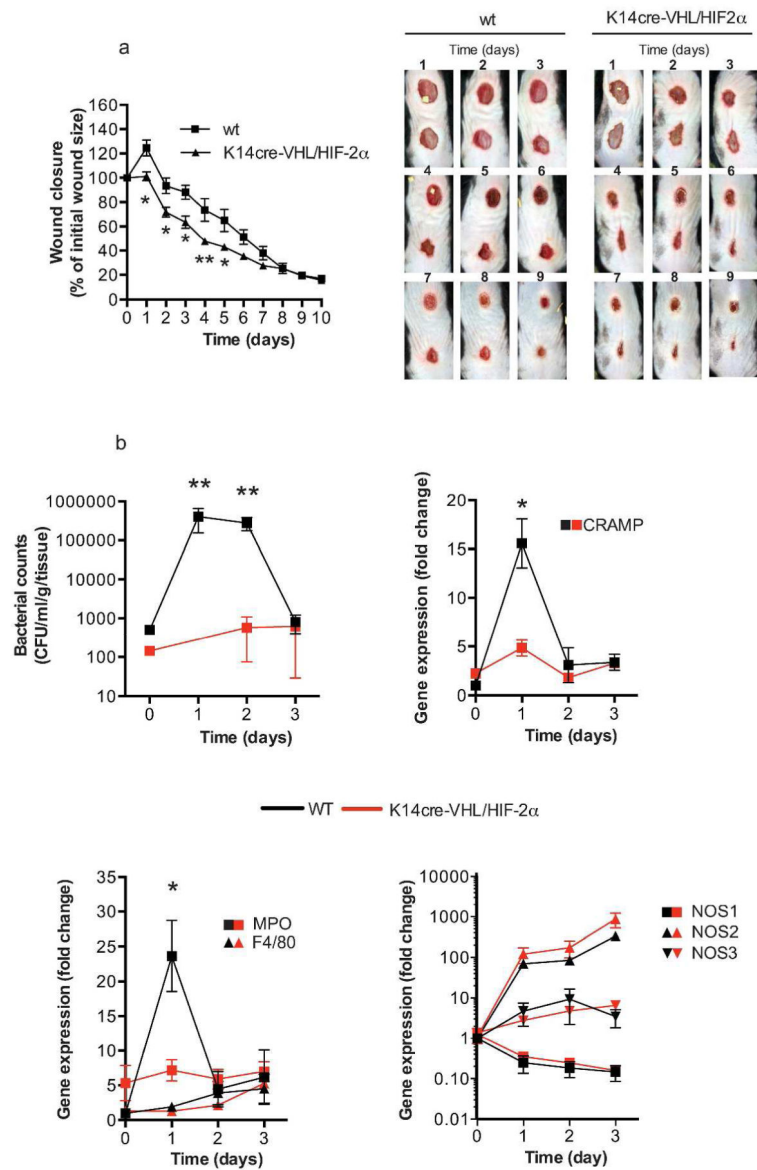 a
wt
K14cre-VHL/HIF2α
Time (days)
Time (days)
1 2 3
1 2 3
4 5 6
4 5 6
7 8 9
7 8 9
160
140
120
100
80
60
40
20
0
0 1 2 3 4 5 6 7 8 9 10
Wound closure
(% of initial wound size)
Time (days)
wt
K14cre-VHL/HIF-2α
*
*
*
**
*
b
Bacterial counts
(CFU/ml/g/tissue)
1000000
100000
10000
1000
100
10
0 1 2 3
Time (days)
** **
Gene expression (fold change)
20
15
10
5
0
0 1 2 3
Time (days)
*
CRAMP
WT
K14cre-VHL/HIF-2α
Gene expression (fold change)
35
30
25
20
15
10
5
0
0 1 2 3
Time (days)
*
MPO
F4/80
Gene expression (fold change)
10000
1000
100
10
1
0.10
0.01
0 1 2 3
Time (day)
NOS1
NOS2
NOS3